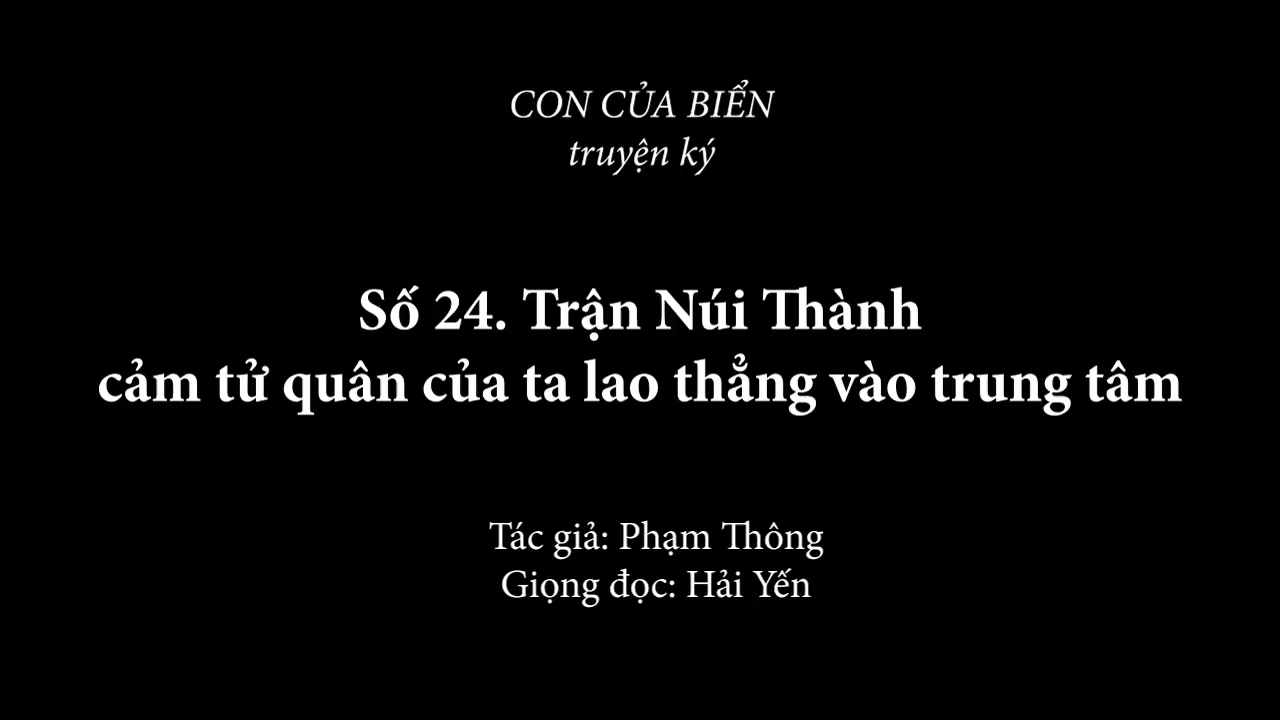 CON CỦA BIỂN
truyện ký
Số 24. Trận Núi Thành
cảm tử quân của ta lao thẳng vào trung tâm
Tác giả: Phạm Thông
Giọng đọc: Hải Yến